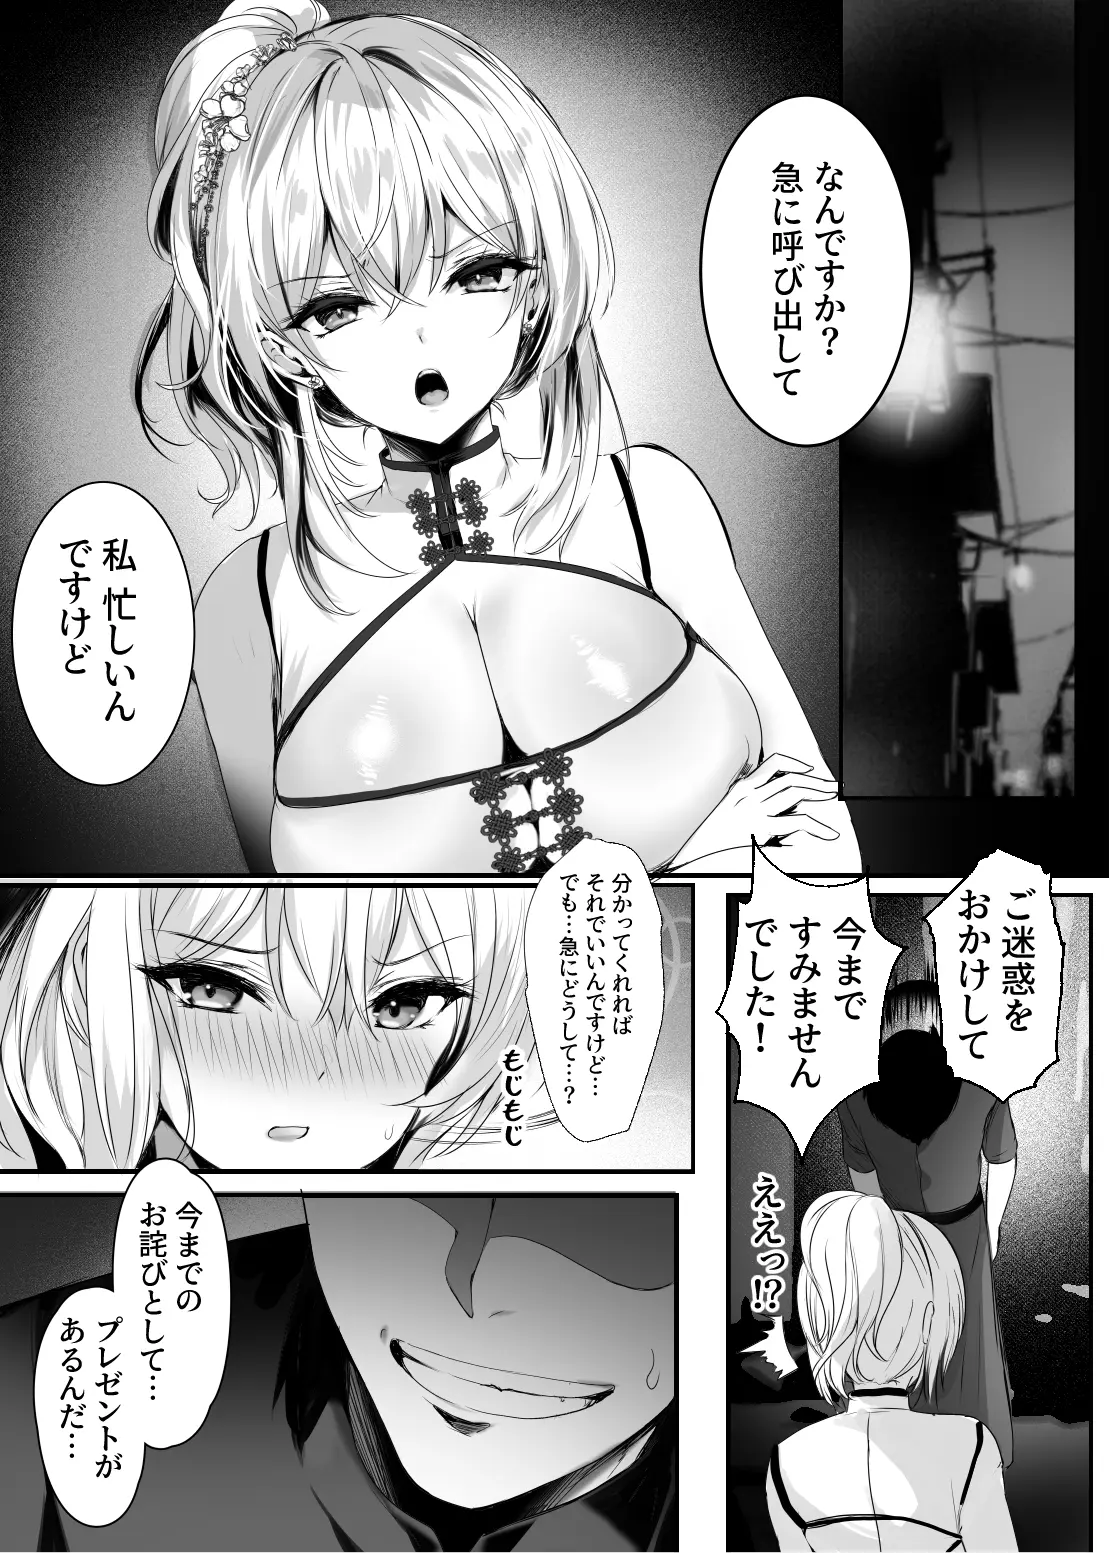 なんですか？
急に呼び出して
私 忙しいん
ですけど
ご迷惑を
おかけして
今まで
すみません
でした！
ええっ!?
分かってくれれば
それでいいんですけど…
でも…急にどうして…？
もじもじ
今までの
お詫びとして…
プレゼントが
あるんだ…